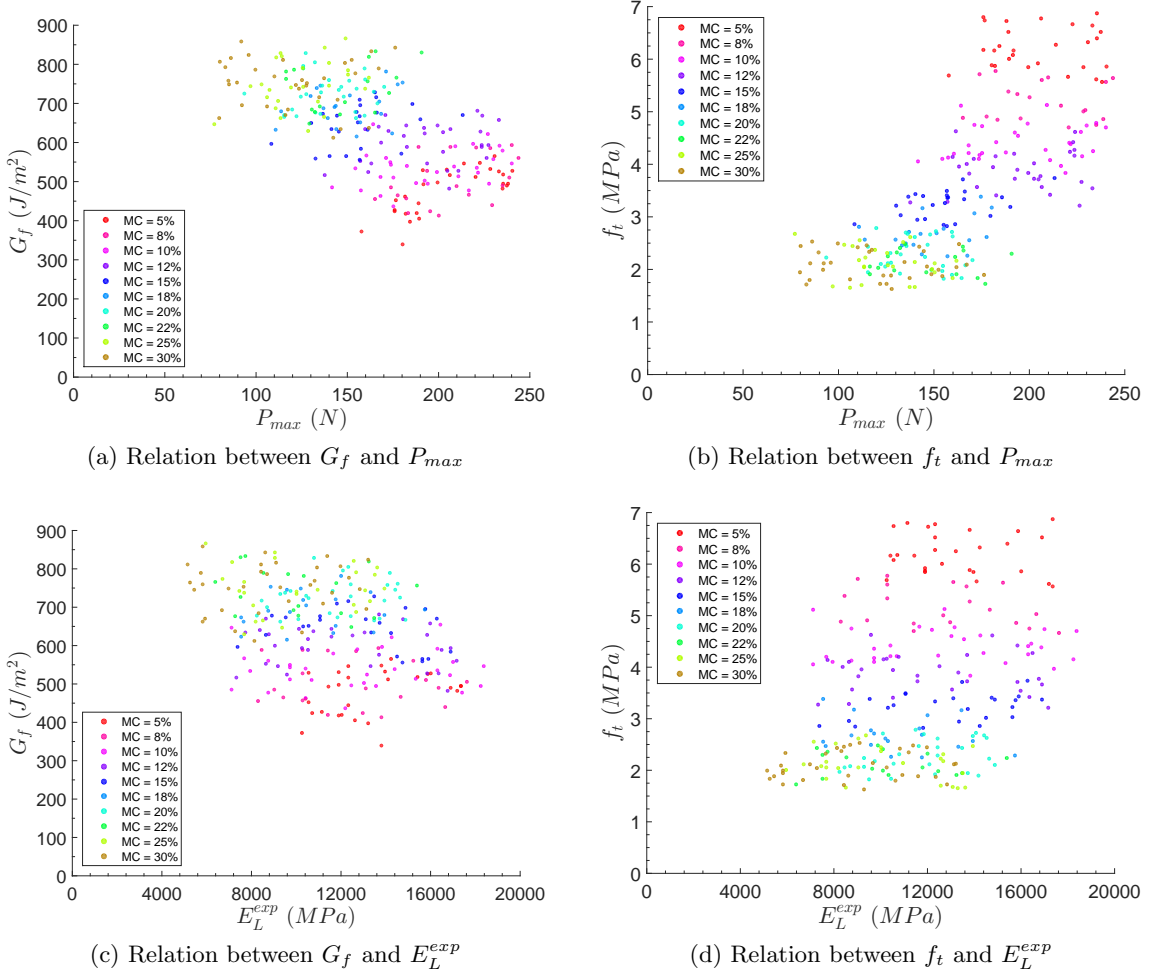 900
800
700
600
500
400
300
200
100
0
G_f (J/m²)
MC = 5%
MC = 8%
MC = 10%
MC = 12%
MC = 15%
MC = 18%
MC = 20%
MC = 22%
MC = 25%
MC = 30%
0 50 100 150 200 250
P_max (N)
(a) Relation between G_f and P_max
7
6
5
4
3
2
1
0
f_t (MPa)
MC = 5%
MC = 8%
MC = 10%
MC = 12%
MC = 15%
MC = 18%
MC = 20%
MC = 22%
MC = 25%
MC = 30%
0 50 100 150 200 250
P_max (N)
(b) Relation between f_t and P_max
900
800
700
600
500
400
300
200
100
0
G_f (J/m²)
MC = 5%
MC = 8%
MC = 10%
MC = 12%
MC = 15%
MC = 18%
MC = 20%
MC = 22%
MC = 25%
MC = 30%
0 4000 8000 12000 16000 20000
E_L^exp (MPa)
(c) Relation between G_f and E_L^exp
7
6
5
4
3
2
1
0
f_t (MPa)
MC = 5%
MC = 8%
MC = 10%
MC = 12%
MC = 15%
MC = 18%
MC = 20%
MC = 22%
MC = 25%
MC = 30%
0 4000 8000 12000 16000 20000
E_L^exp (MPa)
(d) Relation between f_t and E_L^exp